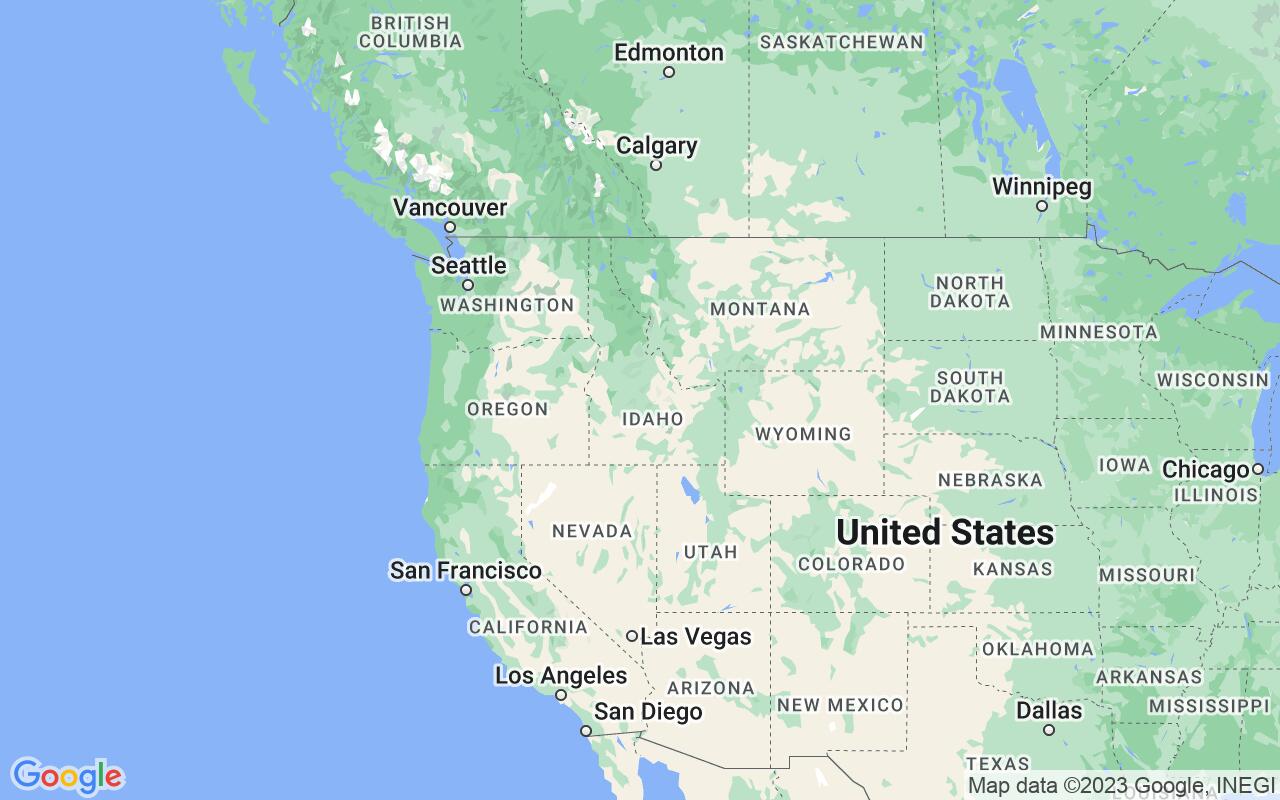 BRITISH
COLUMBIA
Edmonton
SASKATCHEWAN
Calgary
Winnipeg
Vancouver
Seattle
WASHINGTON
MONTANA
NORTH
DAKOTA
MINNESOTA
OREGON
IDAHO
WYOMING
SOUTH
DAKOTA
WISCONSIN
NEBRASKA
IOWA
Chicago
ILLINOIS
NEVADA
UTAH
United States
COLORADO
KANSAS
MISSOURI
San Francisco
CALIFORNIA
Las Vegas
OKLAHOMA
Los Angeles
ARIZONA
ARKANSAS
San Diego
NEW MEXICO
Dallas
MISSISSIPPI
TEXAS
Google
Map data ©2023 Google, INEGI
LOUISIANA